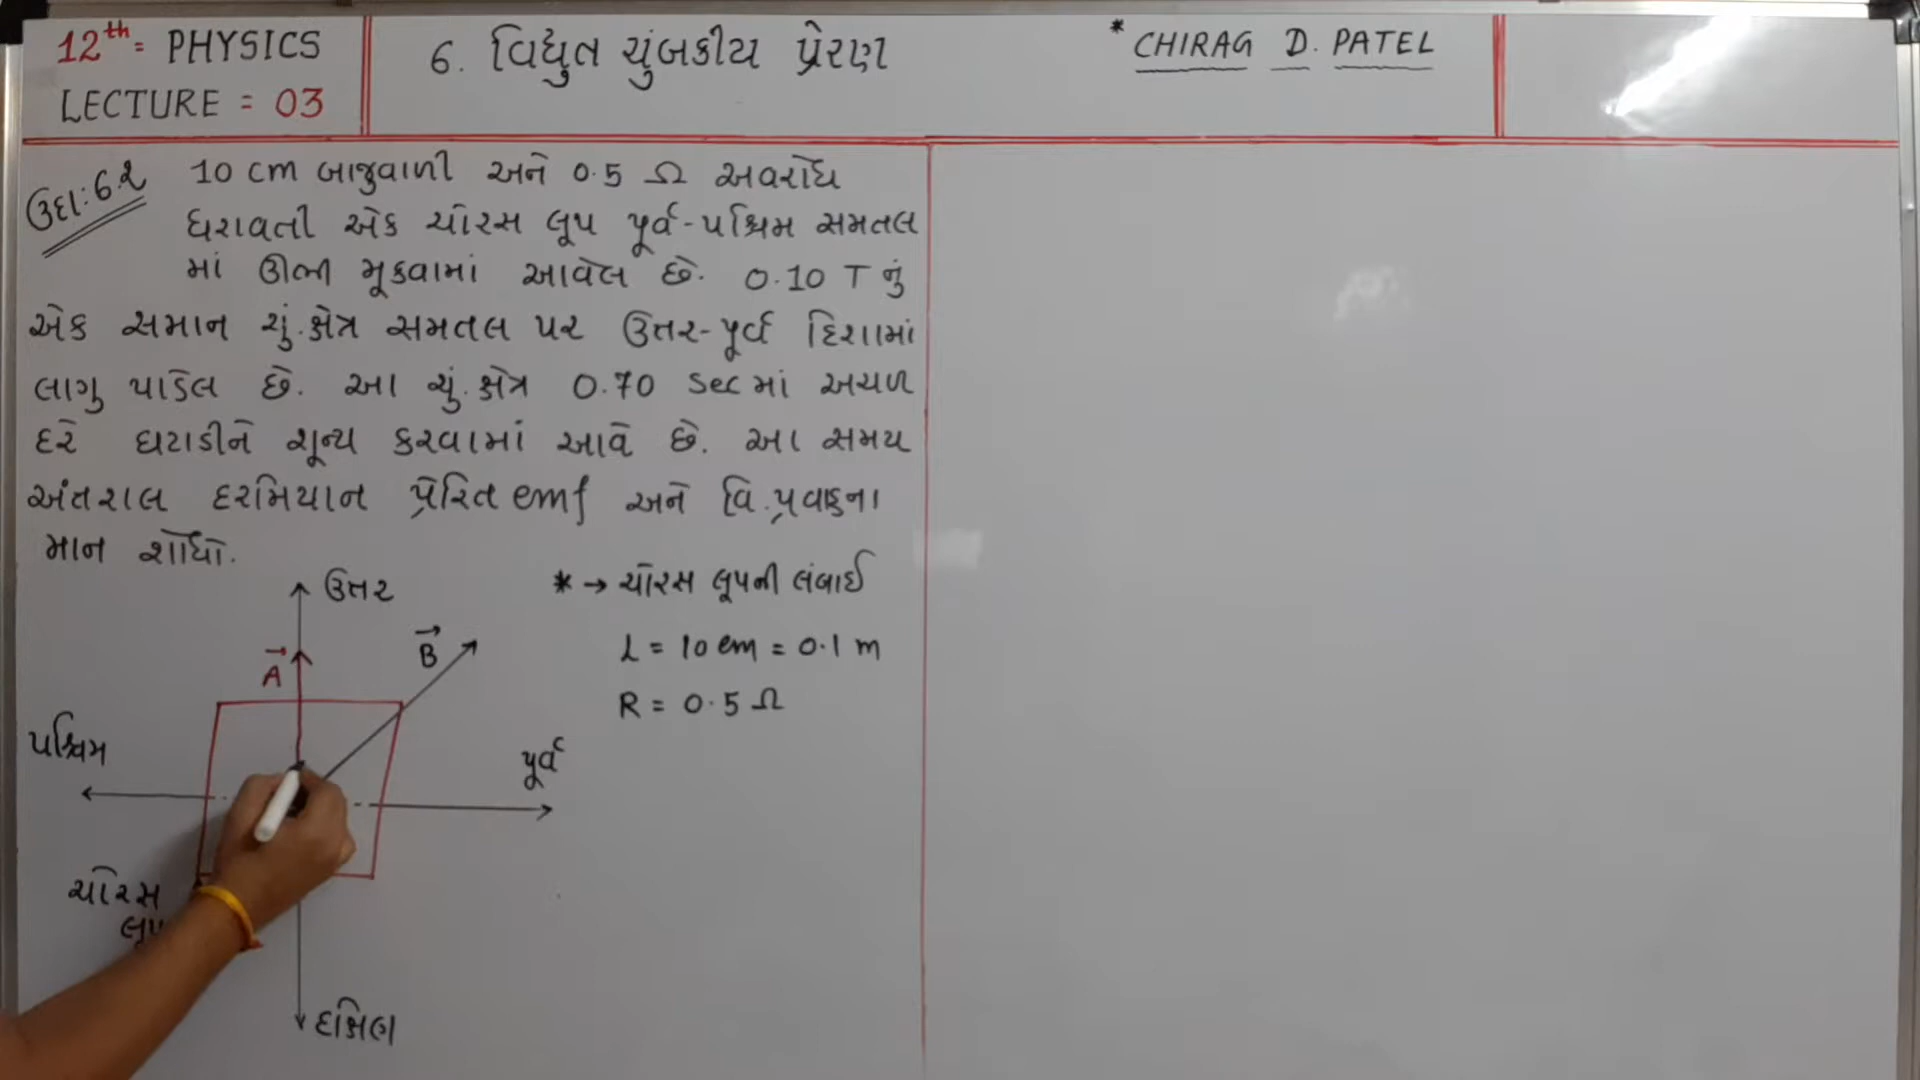 12th = PHYSICS
LECTURE = 03
6. વિદ્યુત ચુંબકીય પ્રેરણ
* CHIRAG D. PATEL
ઉદા:6.2 10 cm બાજુવાળી અને 0.5 Ω અવરોધ
ધરાવતી એક ચોરસ લૂપ પૂર્વ-પશ્ચિમ સમતલ
માં ઊભી મૂકવામાં આવેલ છે. 0.10 T નું
એક સમાન ચું.ક્ષેત્ર સમતલ પર ઉત્તર-પૂર્વ દિશામાં
લાગુ પાડેલ છે. આ ચું.ક્ષેત્ર 0.70 sec માં અચળ
દરે ઘટાડીને શૂન્ય કરવામાં આવે છે. આ સમય
અંતરાલ દરમિયાન પ્રેરિત emf અને વિ.પ્રવાહના
માન શોધો.
ઉત્તર
A⃗
B⃗
પશ્ચિમ
પૂર્વ
ચોરસ
લૂપ
દક્ષિણ
* → ચોરસ લૂપની લંબાઈ
L = 10 cm = 0.1 m
R = 0.5 Ω